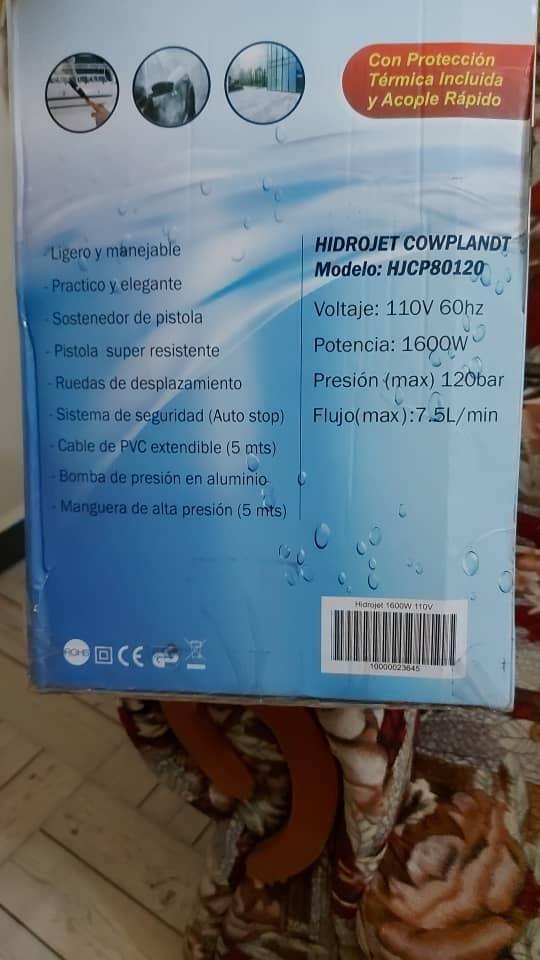 Con Protección
Térmica Incluida
y Acople Rápido
- Ligero y manejable
- Practico y elegante
- Sostenedor de pistola
- Pistola super resistente
- Ruedas de desplazamiento
- Sistema de seguridad (Auto stop)
- Cable de PVC extendible (5 mts)
- Bomba de presión en aluminio
- Manguera de alta presión (5 mts)
HIDROJET COWPLANDT
Modelo: HJCP80120
Voltaje: 110V 60hz
Potencia: 1600W
Presión (max) 120bar
Flujo(max):7.5L/min
RoHS
CE
Hidrojet 1600W 110V
10000023645